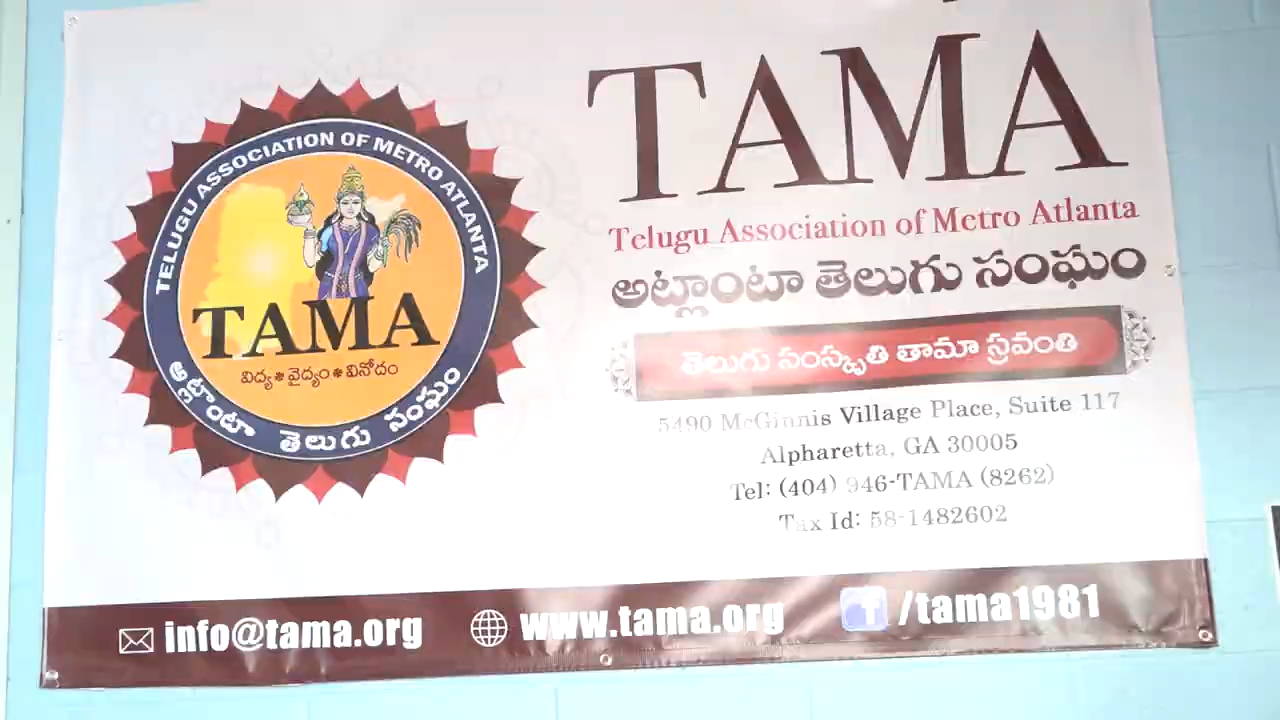 TELUGU ASSOCIATION OF METRO ATLANTA
TAMA
విద్య * వైద్యం * వినోదం
అట్లాంటా తెలుగు సంఘం
TAMA
Telugu Association of Metro Atlanta
అట్లాంటా తెలుగు సంఘం
తెలుగు సంస్కృతి తామా స్రవంతి
5490 McGinnis Village Place, Suite 117
Alpharetta, GA 30005
Tel: (404) 946-TAMA (8262)
Tax Id: 58-1482602
info@tama.org
www.tama.org
/tama1981